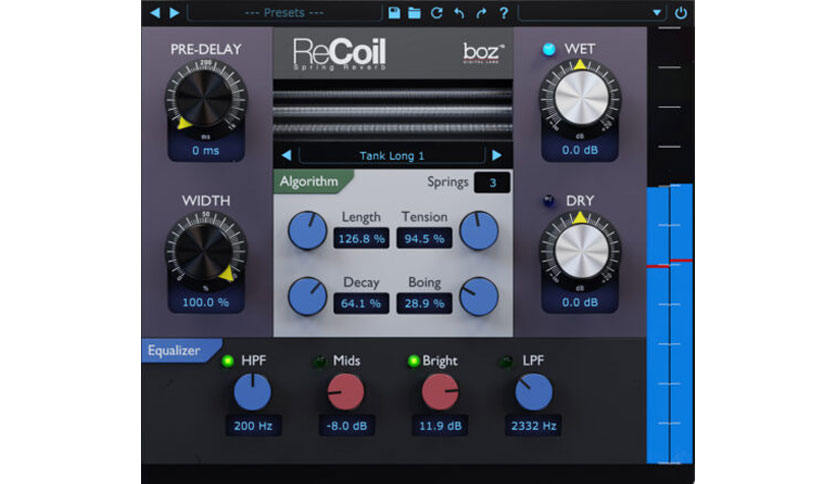 --- Presets --- ?
PRE-DELAY
200
ms
0 ms
ReCoil
Spring Reverb
boz
DIGITAL LABS
WET
dB
0.0 dB
Tank Long 1
Algorithm
Springs 3
Length Tension
126.8 % 94.5 %
Decay Boing
64.1 % 28.9 %
WIDTH
50
0
%
100.0 %
DRY
dB
0.0 dB
Equalizer
HPF Mids Bright LPF
200 Hz -8.0 dB 11.9 dB 2332 Hz